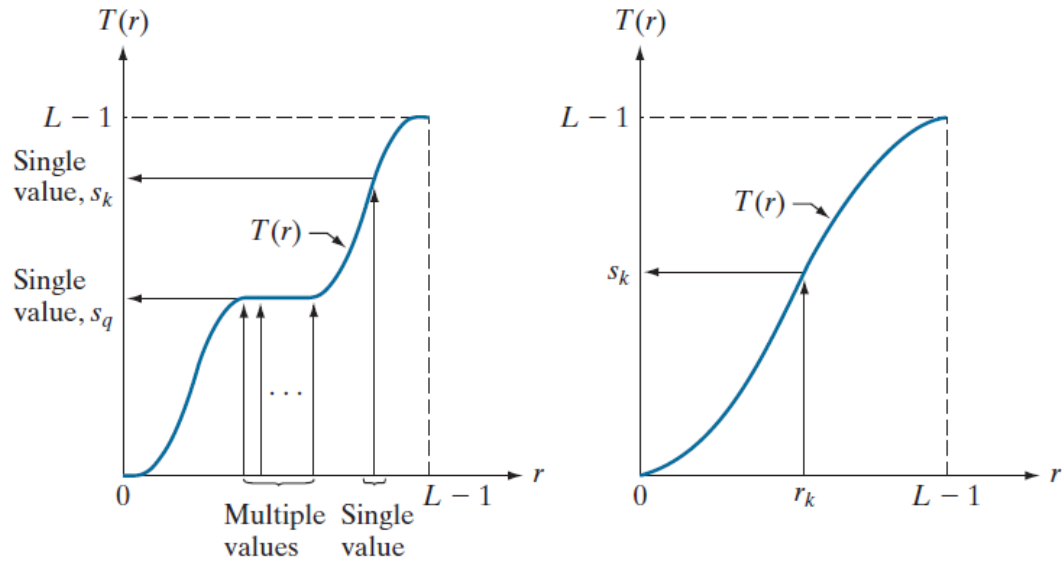 T(r)
L − 1
Single
value, s_k
T(r)
Single
value, s_q
. . .
0
L − 1
r
Multiple
values
Single
value
T(r)
L − 1
T(r)
s_k
0
r_k
L − 1
r